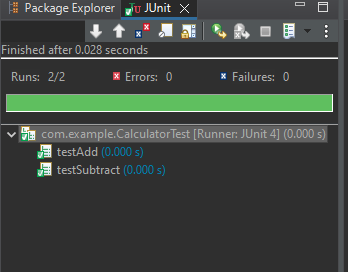 Package Explorer JUnit
Finished after 0.028 seconds
Runs: 2/2 Errors: 0 Failures: 0
com.example.CalculatorTest [Runner: JUnit 4] (0.000 s)
testAdd (0.000 s)
testSubtract (0.000 s)